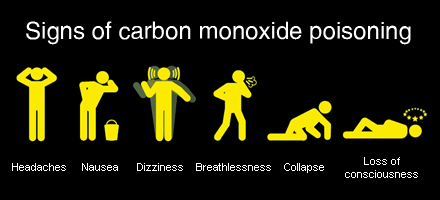 Signs of carbon monoxide poisoning
Headaches Nausea Dizziness Breathlessness Collapse Loss of
consciousness